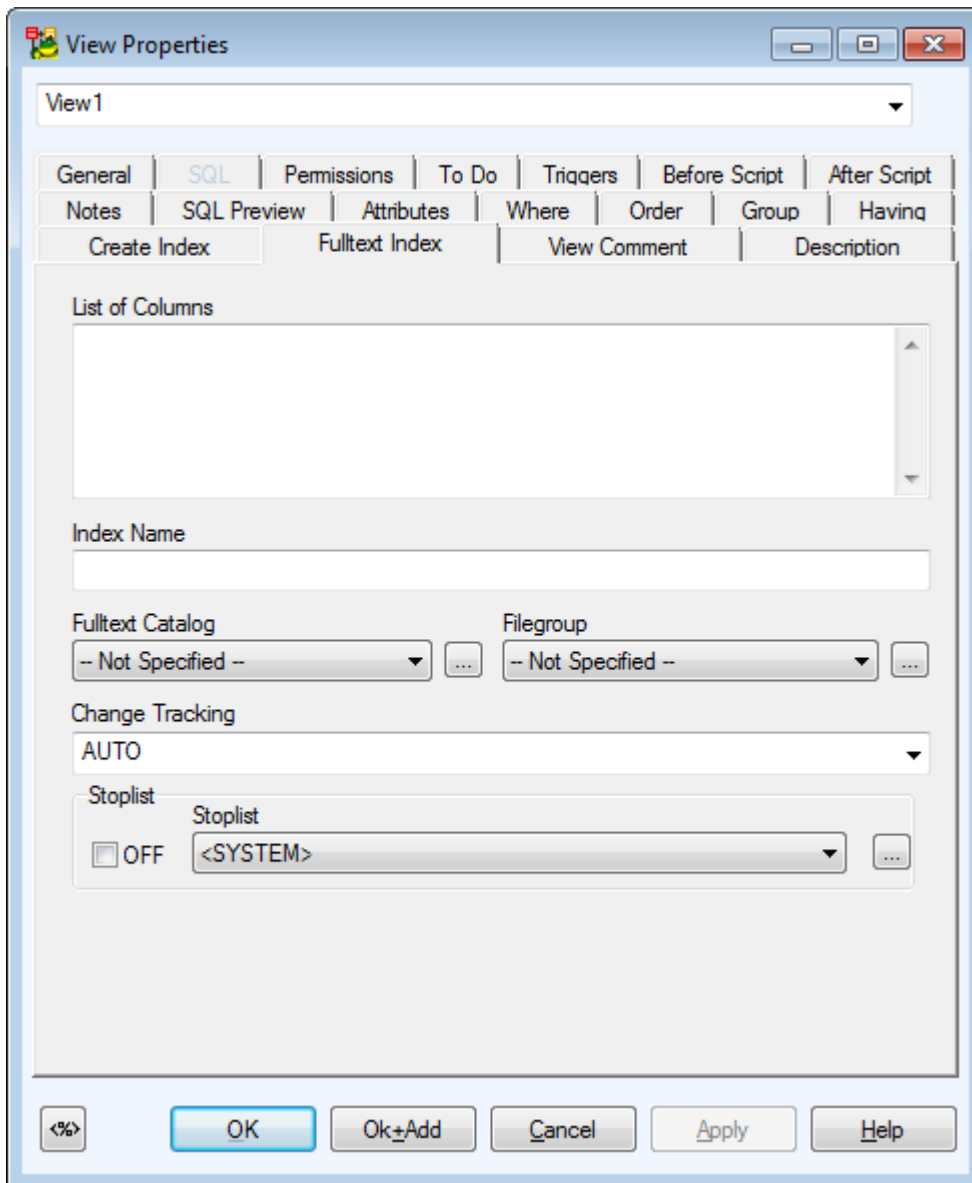 View Properties
View1
General SQL Permissions To Do Triggers Before Script After Script
Notes SQL Preview Attributes Where Order Group Having
Create Index Fulltext Index View Comment Description
List of Columns
Index Name
Fulltext Catalog Filegroup
-- Not Specified -- ... -- Not Specified -- ...
Change Tracking
AUTO
Stoplist
Stoplist
OFF <SYSTEM> ...
<%> OK Ok+Add Cancel Apply Help